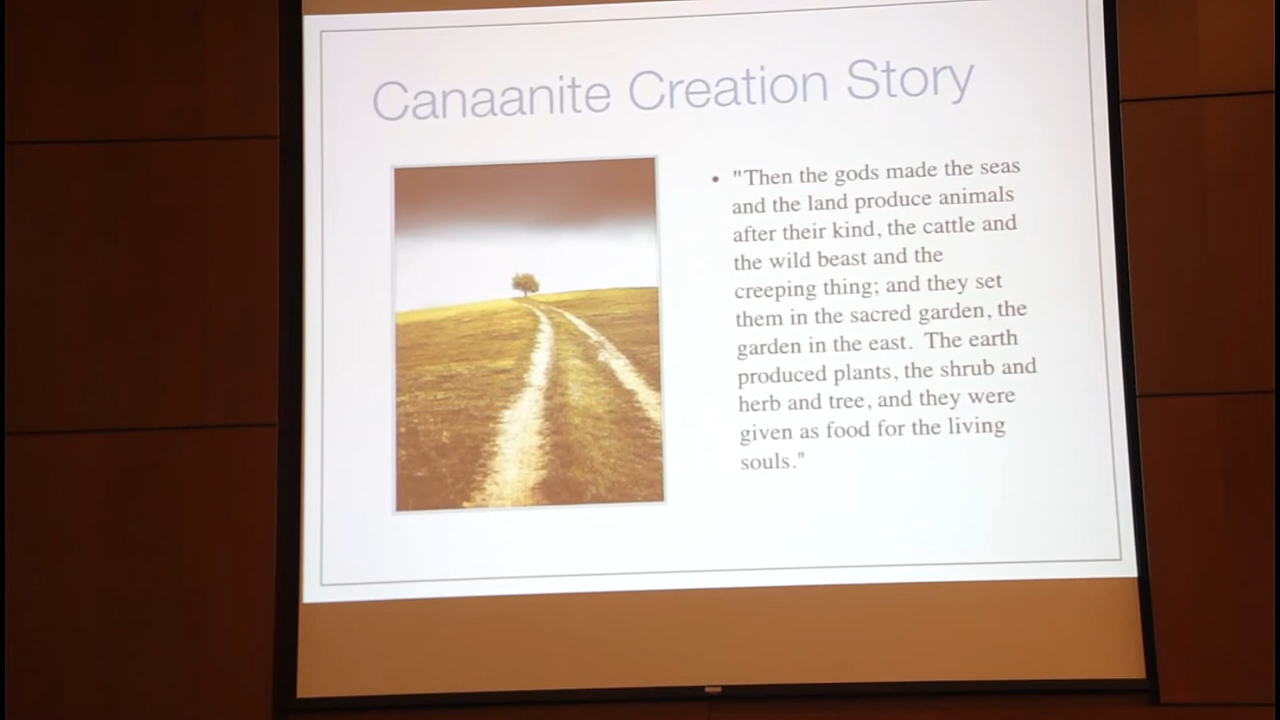 Canaanite Creation Story
• "Then the gods made the seas
and the land produce animals
after their kind, the cattle and
the wild beast and the
creeping thing; and they set
them in the sacred garden, the
garden in the east.  The earth
produced plants, the shrub and
herb and tree, and they were
given as food for the living
souls."